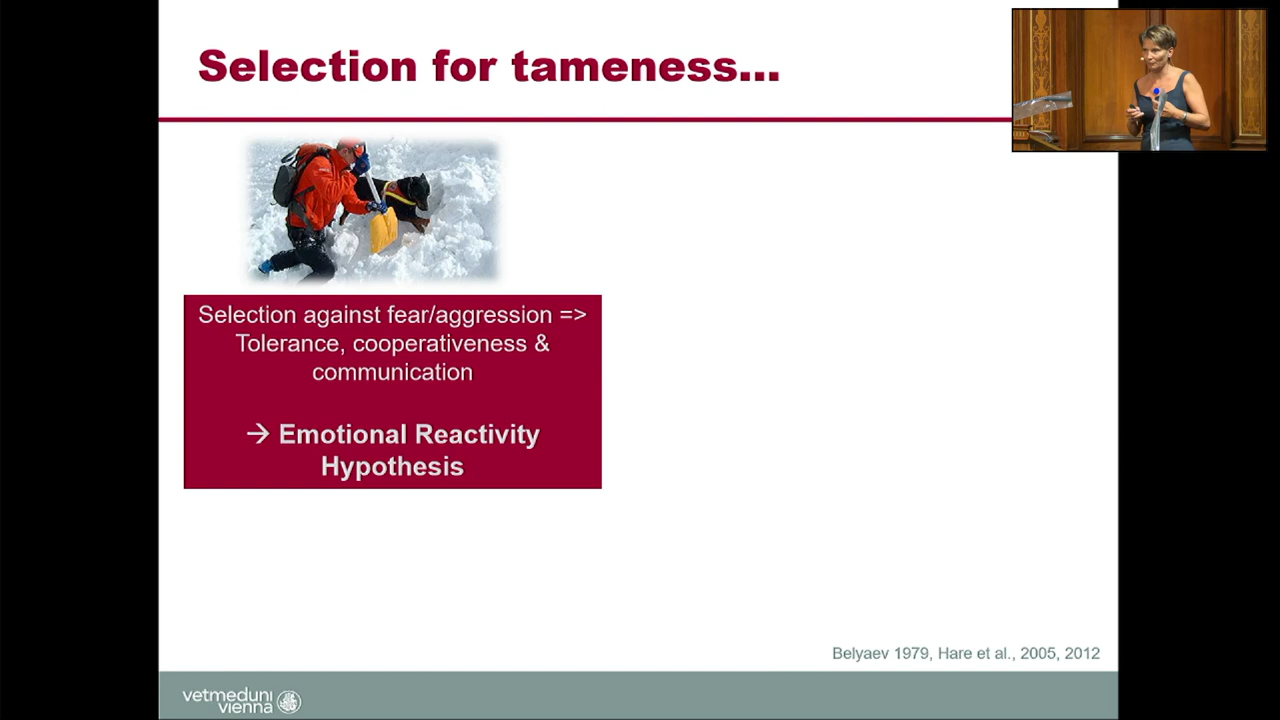 Selection for tameness...
Selection against fear/aggression =>
Tolerance, cooperativeness &
communication
→ Emotional Reactivity
Hypothesis
Belyaev 1979, Hare et al., 2005, 2012
vetmeduni
vienna